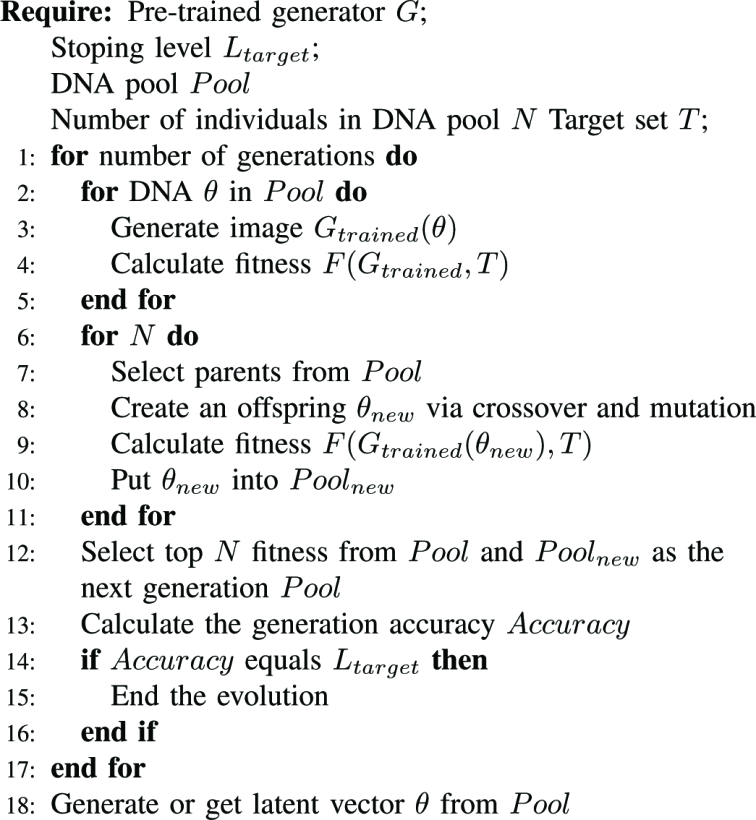 Require: Pre-trained generator G;
Stoping level L_{target};
DNA pool Pool
Number of individuals in DNA pool N Target set T;
1: for number of generations do
2: for DNA θ in Pool do
3: Generate image G_{trained}(θ)
4: Calculate fitness F(G_{trained}, T)
5: end for
6: for N do
7: Select parents from Pool
8: Create an offspring θ_{new} via crossover and mutation
9: Calculate fitness F(G_{trained}(θ_{new}), T)
10: Put θ_{new} into Pool_{new}
11: end for
12: Select top N fitness from Pool and Pool_{new} as the
next generation Pool
13: Calculate the generation accuracy Accuracy
14: if Accuracy equals L_{target} then
15: End the evolution
16: end if
17: end for
18: Generate or get latent vector θ from Pool